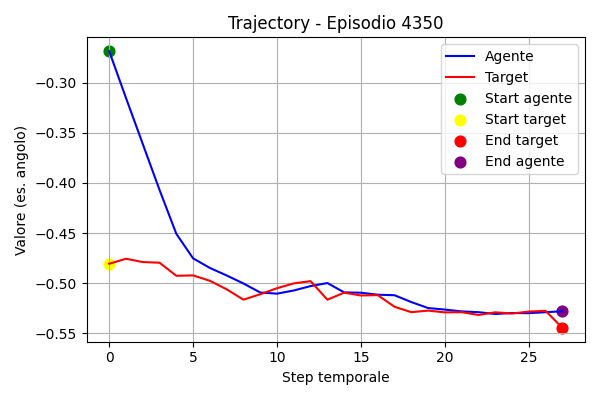 Trajectory - Episodio 4350
Valore (es. angolo)
−0.30
−0.35
−0.40
−0.45
−0.50
−0.55
Agente
Target
Start agente
Start target
End target
End agente
0 5 10 15 20 25
Step temporale